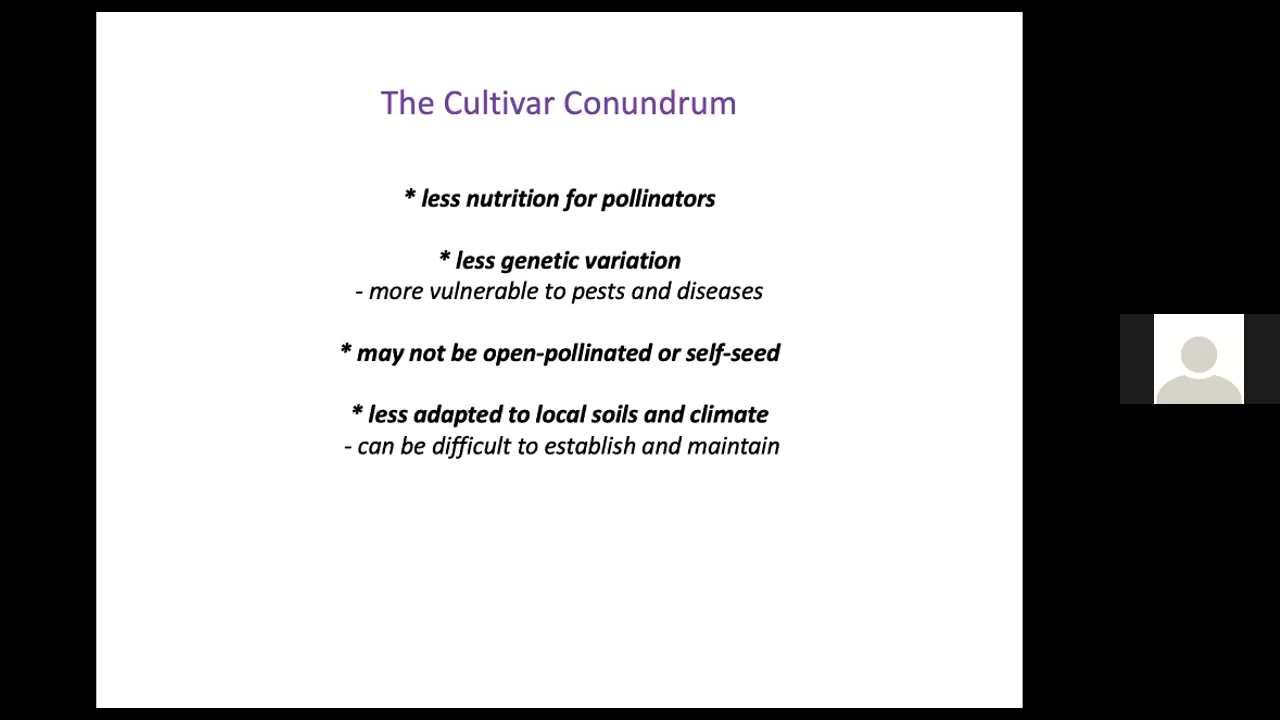 The Cultivar Conundrum
* less nutrition for pollinators
* less genetic variation
- more vulnerable to pests and diseases
* may not be open-pollinated or self-seed
* less adapted to local soils and climate
- can be difficult to establish and maintain